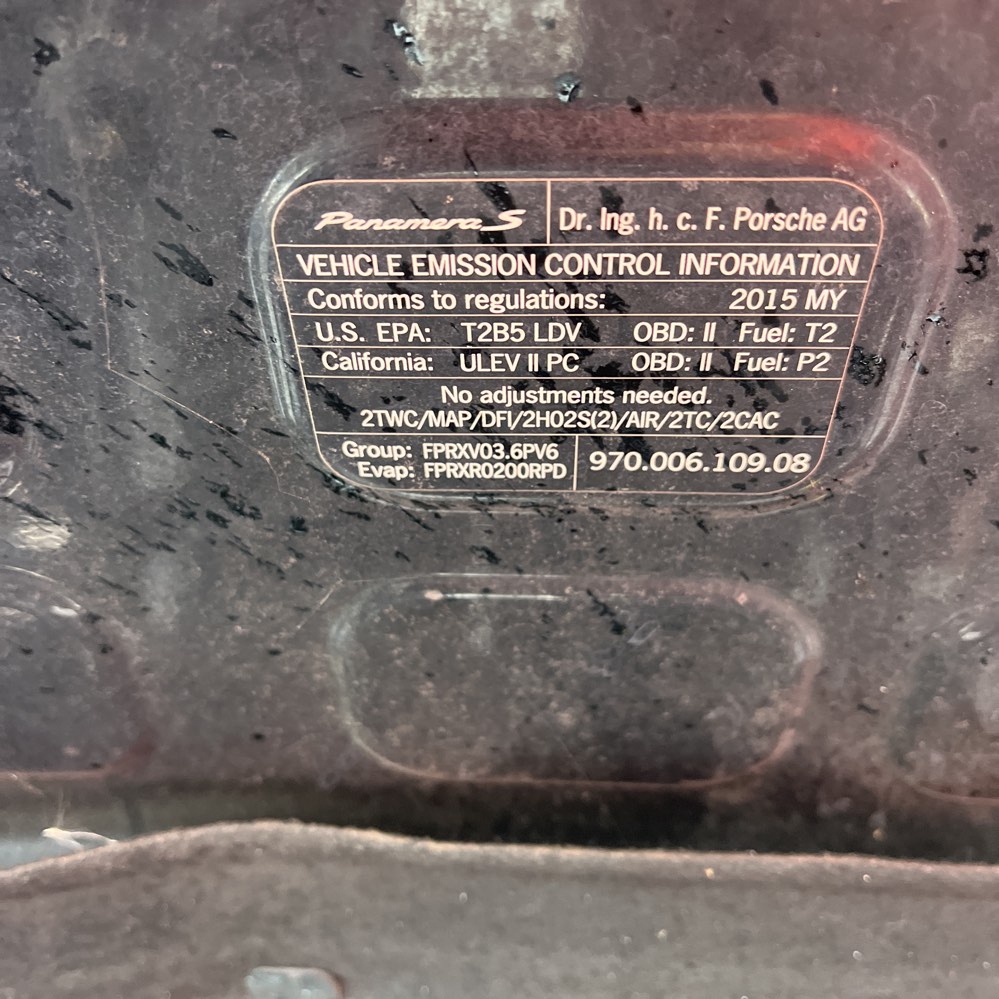 Panamera S Dr. Ing. h. c. F. Porsche AG
VEHICLE EMISSION CONTROL INFORMATION
Conforms to regulations: 2015 MY
U.S. EPA: T2B5 LDV OBD: II Fuel: T2
California: ULEV II PC OBD: II Fuel: P2
No adjustments needed.
2TWC/MAP/DFI/2HO2S(2)/AIR/2TC/2CAC
Group: FPRXV03.6PV6
Evap: FPRXR0200RPD
970.006.109.08